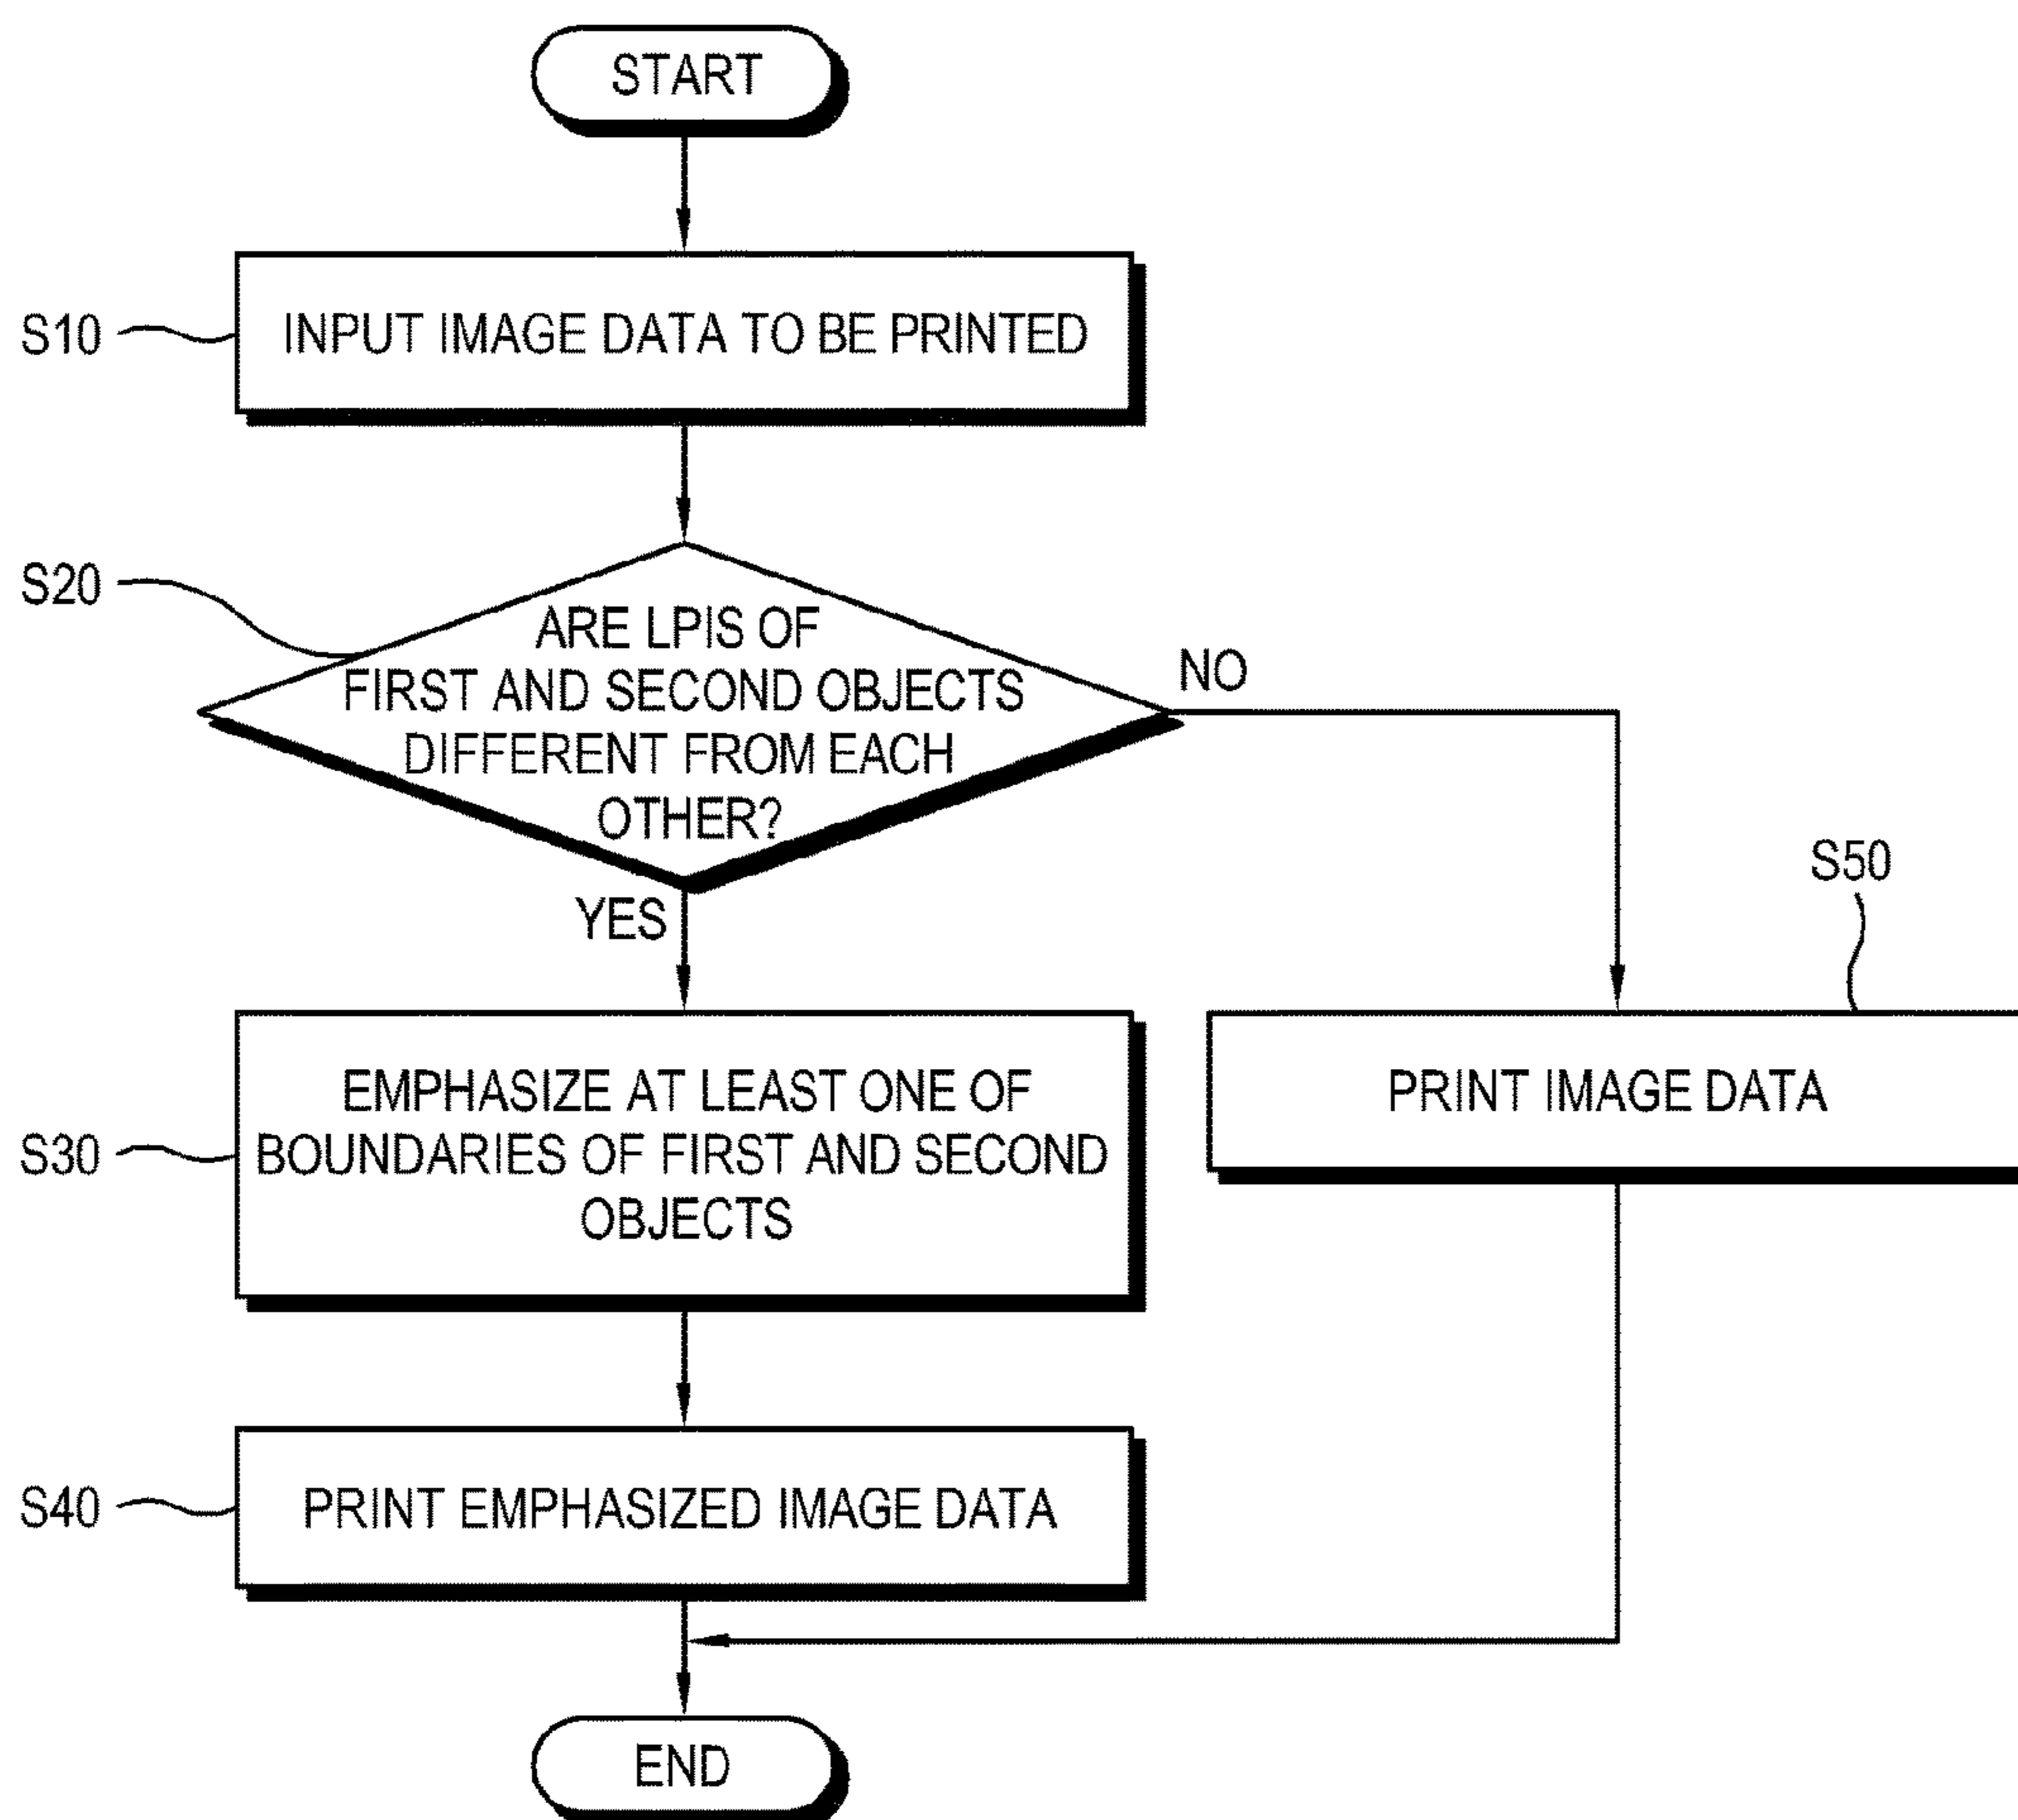 START
S10
INPUT IMAGE DATA TO BE PRINTED
S20
ARE LPIS OF
FIRST AND SECOND OBJECTS
DIFFERENT FROM EACH
OTHER?
NO
YES
S50
S30
EMPHASIZE AT LEAST ONE OF
BOUNDARIES OF FIRST AND SECOND
OBJECTS
PRINT IMAGE DATA
S40
PRINT EMPHASIZED IMAGE DATA
END